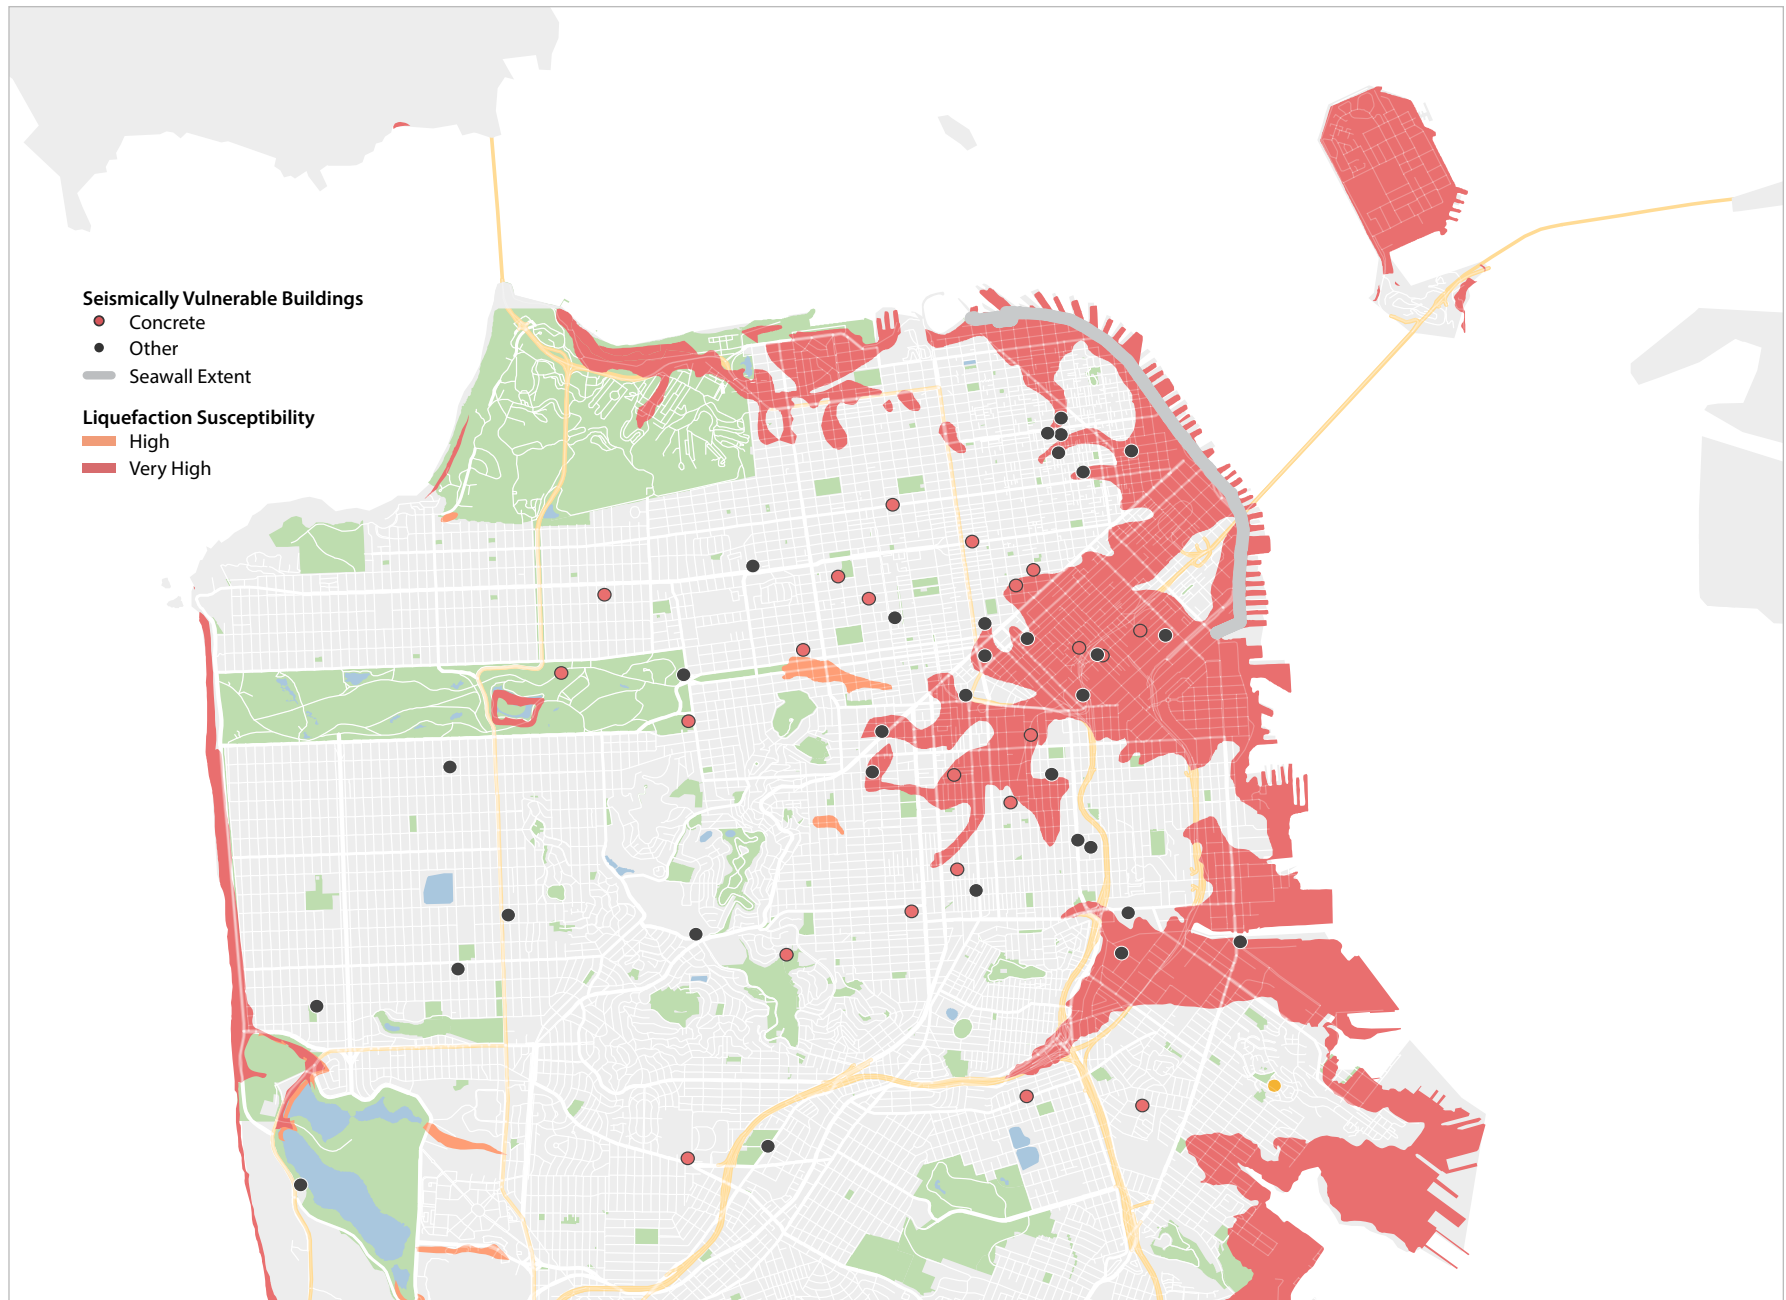 Seismically Vulnerable Buildings
Concrete
Other
Seawall Extent
Liquefaction Susceptibility
High
Very High